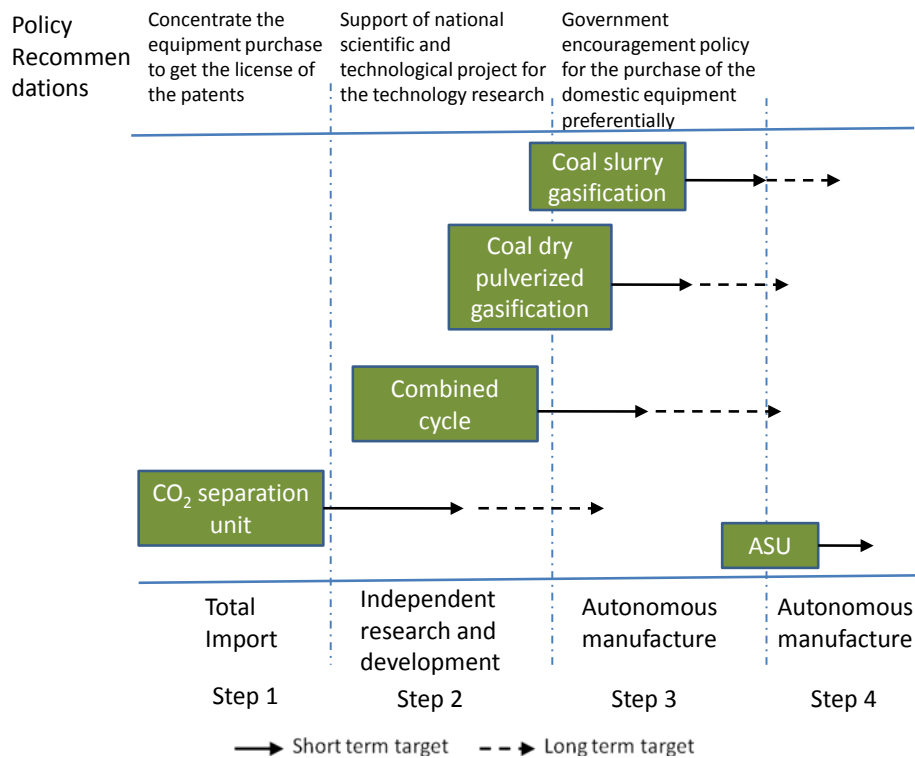 Policy
Recommen
dations
Concentrate the
equipment purchase
to get the license of
the patents
Support of national
scientific and
technological project for
the technology research
Government
encouragement policy
for the purchase of the
domestic equipment
preferentially
Coal slurry
gasification
Coal dry
pulverized
gasification
Combined
cycle
CO₂ separation
unit
ASU
Total
Import
Independent
research and
development
Autonomous
manufacture
Autonomous
manufacture
Step 1
Step 2
Step 3
Step 4
Short term target
Long term target